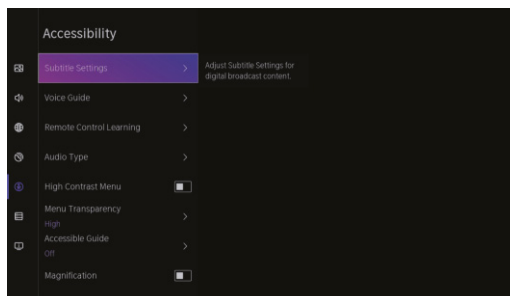 Accessibility
Subtitle Settings
Adjust Subtitle Settings for
digital broadcast content.
Voice Guide
Remote Control Learning
Audio Type
High Contrast Menu
Menu Transparency
High
Accessible Guide
Off
Magnification